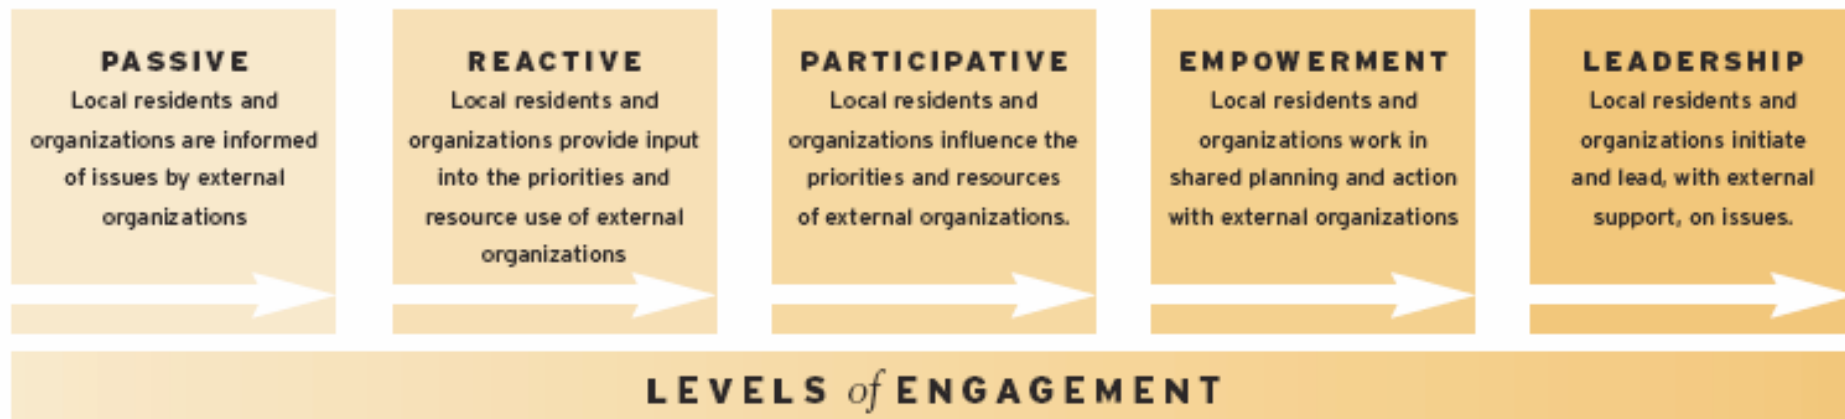 PASSIVE
Local residents and
organizations are informed
of issues by external
organizations
REACTIVE
Local residents and
organizations provide input
into the priorities and
resource use of external
organizations
PARTICIPATIVE
Local residents and
organizations influence the
priorities and resources
of external organizations.
EMPOWERMENT
Local residents and
organizations work in
shared planning and action
with external organizations
LEADERSHIP
Local residents and
organizations initiate
and lead, with external
support, on issues.
LEVELS of ENGAGEMENT